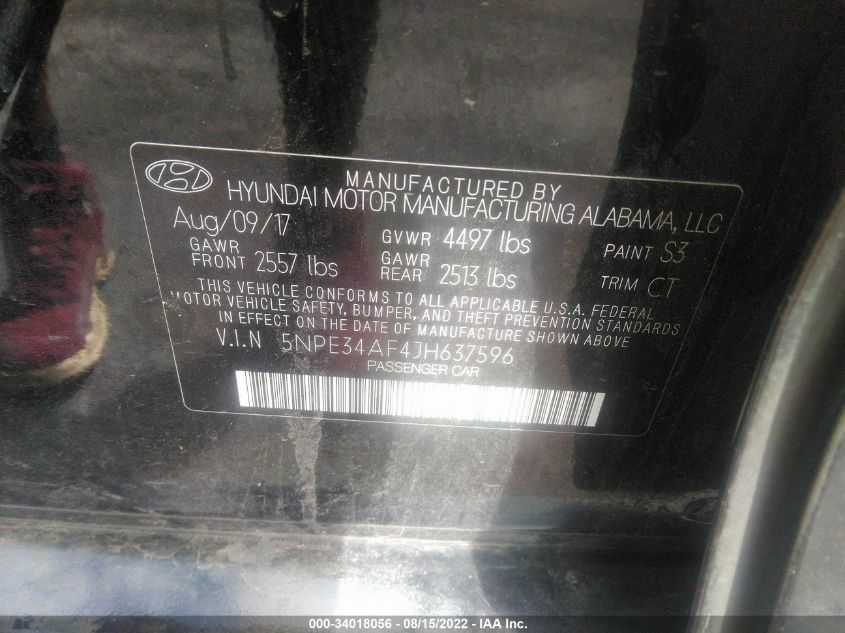 MANUFACTURED BY
HYUNDAI MOTOR MANUFACTURING ALABAMA, LLC
Aug/09/17
GVWR 4497 lbs
PAINT S3
GAWR
FRONT 2557 lbs
GAWR
REAR 2513 lbs
TRIM CT
THIS VEHICLE CONFORMS TO ALL APPLICABLE U.S.A. FEDERAL
MOTOR VEHICLE SAFETY, BUMPER, AND THEFT PREVENTION STANDARDS
IN EFFECT ON THE DATE OF MANUFACTURE SHOWN ABOVE
V.I.N 5NPE34AF4JH637596
PASSENGER CAR
000-34018056 - 08/15/2022 - IAA Inc.